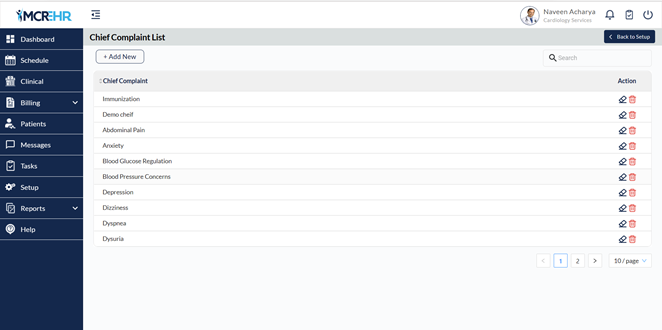 MCREHR
Naveen Acharya
Cardiology Services
Dashboard
Schedule
Clinical
Billing
Patients
Messages
Tasks
Setup
Reports
Help
Chief Complaint List
Back to Setup
+ Add New
Search
Chief Complaint
Action
Immunization
Demo cheif
Abdominal Pain
Anxiety
Blood Glucose Regulation
Blood Pressure Concerns
Depression
Dizziness
Dyspnea
Dysuria
1 2 10 / page